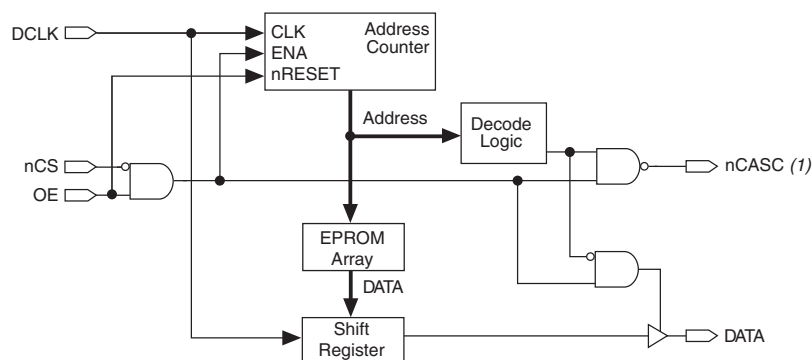 DCLK
CLK
ENA
nRESET
Address
Counter
Address
Decode
Logic
nCS
OE
nCASC (1)
EPROM
Array
DATA
Shift
Register
DATA